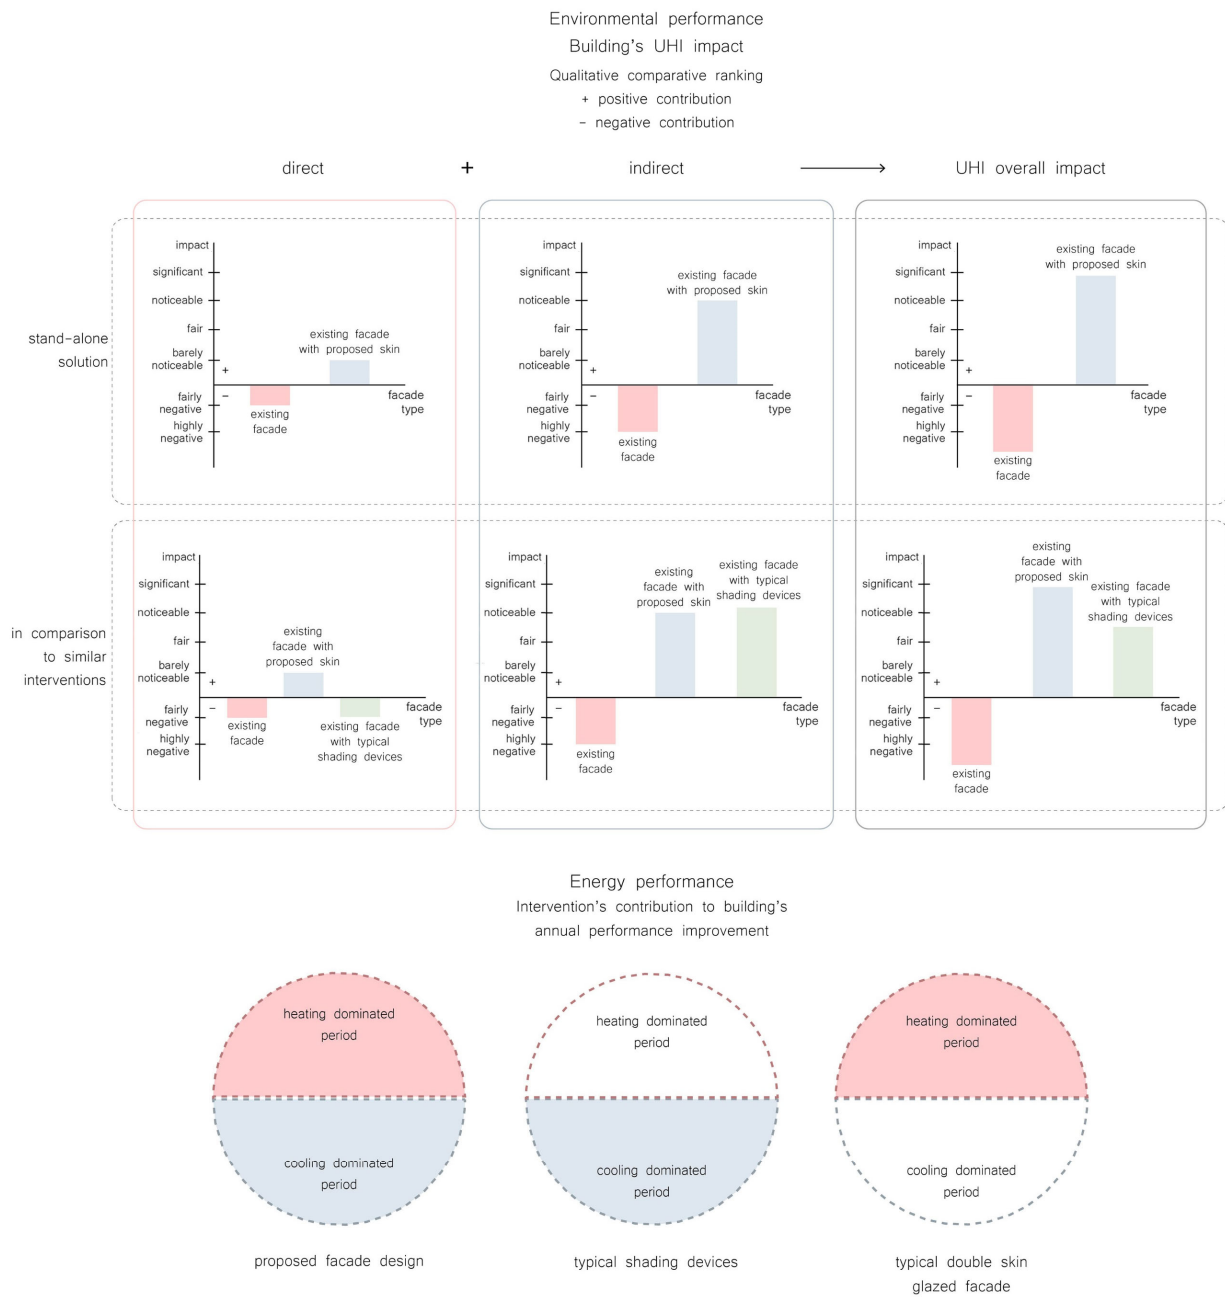 Environmental performance
Building's UHI impact
Qualitative comparative ranking
+ positive contribution
- negative contribution
direct
+
indirect
UHI overall impact
stand-alone
solution
impact
significant
noticeable
fair
barely
noticeable
+
-
fairly
negative
highly
negative
existing facade
with proposed skin
existing
facade
facade
type
impact
significant
noticeable
fair
barely
noticeable
+
-
fairly
negative
highly
negative
existing facade
with proposed skin
existing
facade
facade
type
impact
significant
noticeable
fair
barely
noticeable
+
-
fairly
negative
highly
negative
existing facade
with proposed skin
existing
facade
facade
type
in comparison
to similar
interventions
impact
significant
noticeable
fair
barely
noticeable
+
-
fairly
negative
highly
negative
existing
facade with
proposed skin
existing
facade
existing facade
with typical
shading devices
facade
type
impact
significant
noticeable
fair
barely
noticeable
+
-
fairly
negative
highly
negative
existing
facade with
proposed skin
existing facade
with typical
shading devices
existing
facade
facade
type
impact
significant
noticeable
fair
barely
noticeable
+
-
fairly
negative
highly
negative
existing
facade with
proposed skin
existing facade
with typical
shading devices
existing
facade
facade
type
Energy performance
Intervention's contribution to building's
annual performance improvement
heating dominated
period
cooling dominated
period
proposed facade design
heating dominated
period
cooling dominated
period
typical shading devices
heating dominated
period
cooling dominated
period
typical double skin
glazed facade